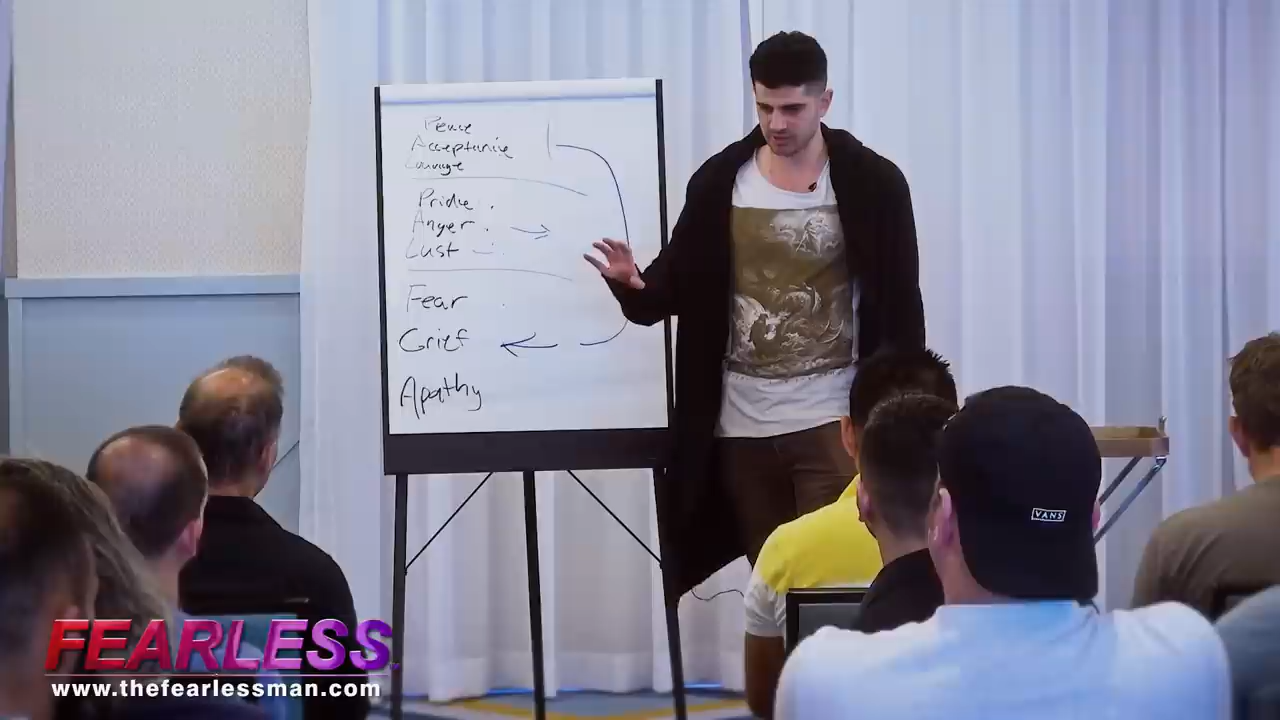 Peace
Acceptance
Courage
Pride
Anger
Lust
Fear
Grief
Apathy
VANS
FEARLESS
www.thefearlessman.com